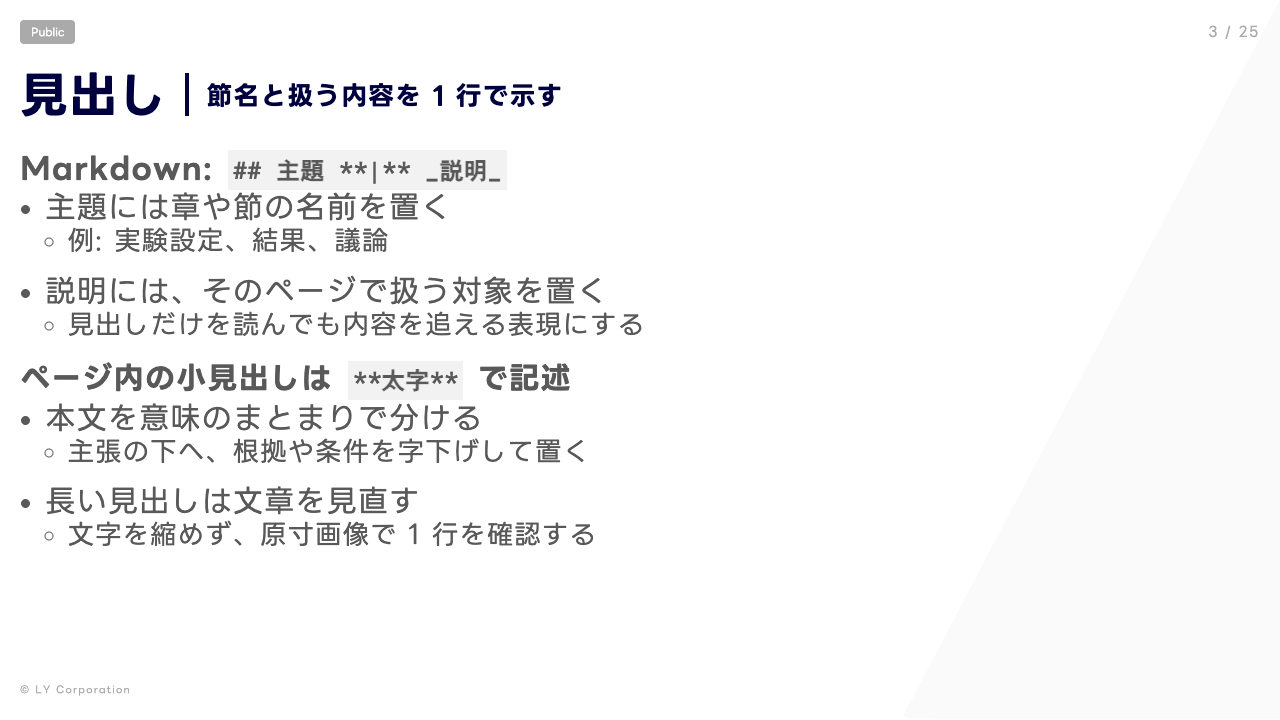 Public
3 / 25
見出し | 節名と扱う内容を 1 行で示す
Markdown: ## 主題 **|** _説明_
• 主題には章や節の名前を置く
◦ 例: 実験設定、結果、議論
• 説明には、そのページで扱う対象を置く
◦ 見出しだけを読んでも内容を追える表現にする
ページ内の小見出しは **太字** で記述
• 本文を意味のまとまりで分ける
◦ 主張の下へ、根拠や条件を字下げして置く
• 長い見出しは文章を見直す
◦ 文字を縮めず、原寸画像で 1 行を確認する
© LY Corporation